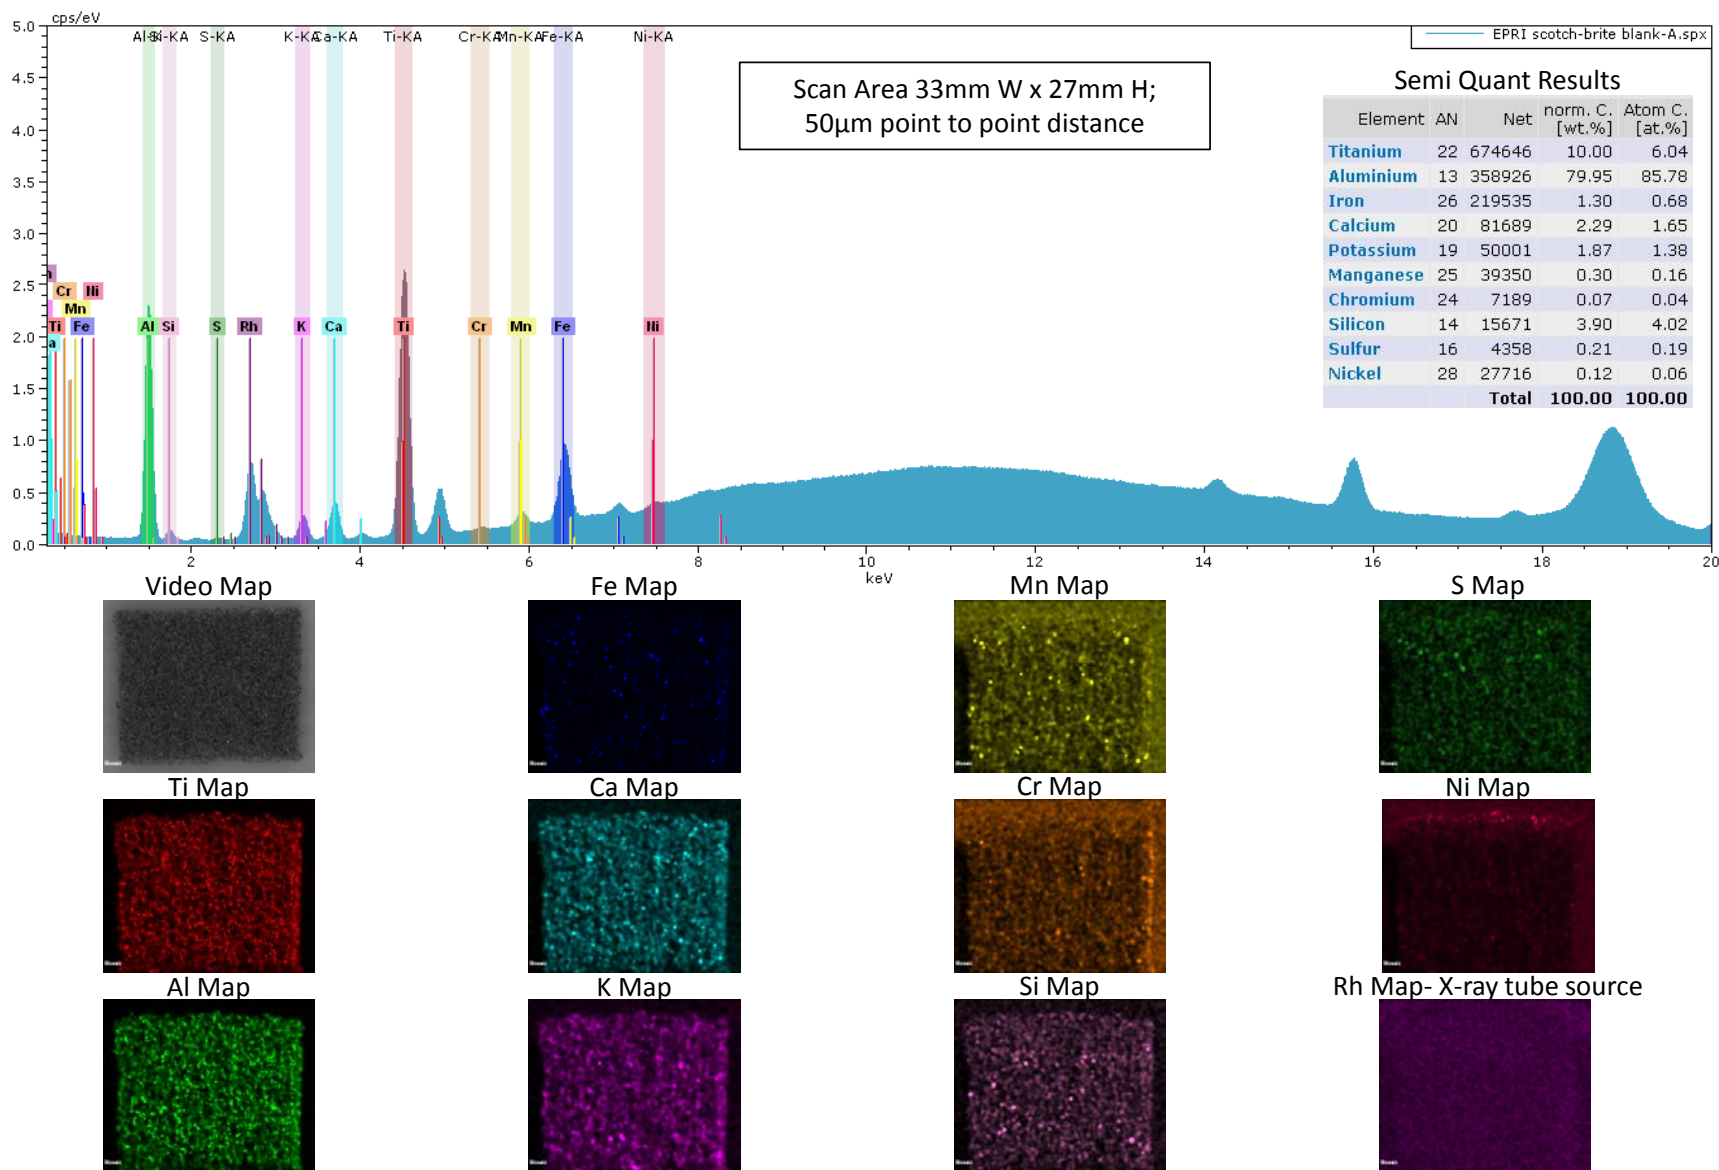 cps/eV
5.0
4.5
4.0
3.5
3.0
2.5
2.0
1.5
1.0
0.5
0.0
S-KA
K-KA
Ca-KA
Ti-KA
Cr-KA
Mn-KA
Fe-KA
Ni-KA
EPRI scotch-brite blank-A.spx
Scan Area 33mm W x 27mm H;
50µm point to point distance
Semi Quant Results
Element AN Net norm. C. [wt.%] Atom C. [at.%]
Titanium 22 674646 10.00 6.04
Aluminium 13 358926 79.95 85.78
Iron 26 219535 1.30 0.68
Calcium 20 81689 2.29 1.65
Potassium 19 50001 1.87 1.38
Manganese 25 39350 0.30 0.16
Chromium 24 7189 0.07 0.04
Silicon 14 15671 3.90 4.02
Sulfur 16 4358 0.21 0.19
Nickel 28 27716 0.12 0.06
Total 100.00 100.00
Cr Ni
Mn
Ti Fe Al Si S Rh K Ca Ti Cr Mn Fe Ni
a
2 4 6 8 10 12 14 16 18 20
keV
Video Map Fe Map Mn Map S Map
Ti Map Ca Map Cr Map Ni Map
Al Map K Map Si Map Rh Map- X-ray tube source